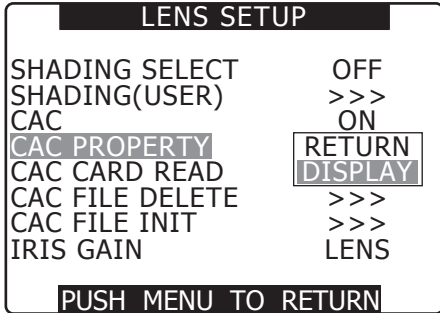 LENS SETUP
SHADING SELECT OFF
SHADING(USER) >>>
CAC ON
CAC PROPERTY RETURN
CAC CARD READ DISPLAY
CAC FILE DELETE >>>
CAC FILE INIT >>>
IRIS GAIN LENS
PUSH MENU TO RETURN